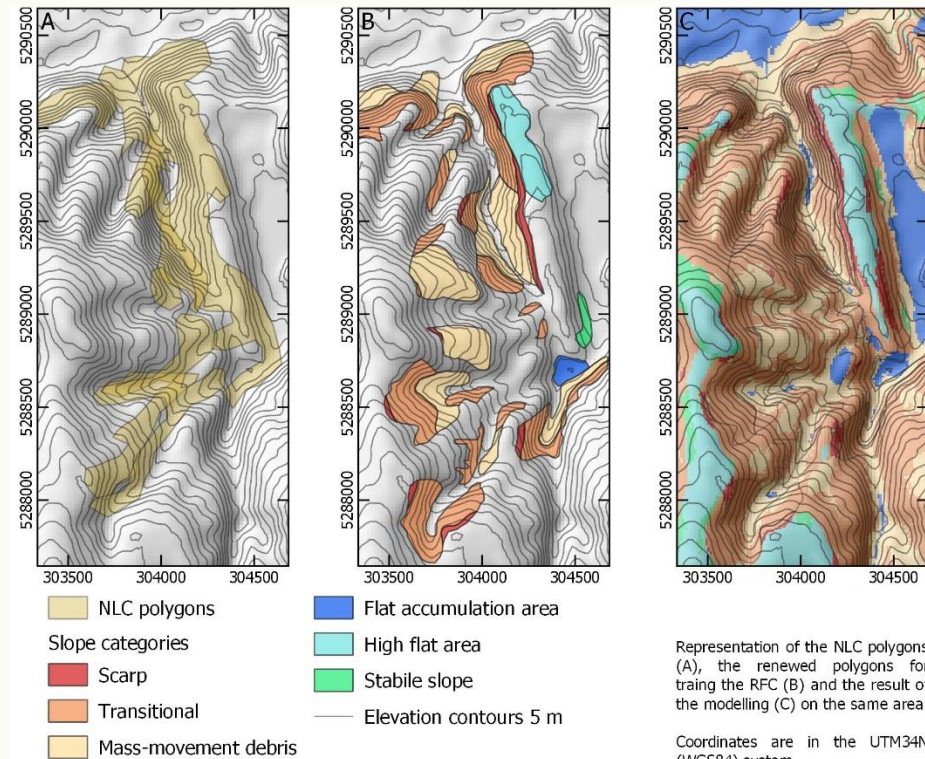 A
B
C
5290500
5290000
5289500
5289000
5288500
5288000
303500 304000 304500
5290500
5290000
5289500
5289000
5288500
5288000
303500 304000 304500
5290500
5290000
5289500
5289000
5288500
5288000
303500 304000 304500
NLC polygons
Slope categories
Scarp
Transitional
Mass-movement debris
Flat accumulation area
High flat area
Stabile slope
Elevation contours 5 m
Representation of the NLC polygons
(A), the renewed polygons for
traing the RFC (B) and the result of
the modelling (C) on the same area
Coordinates are in the UTM34N
(WGS84) system